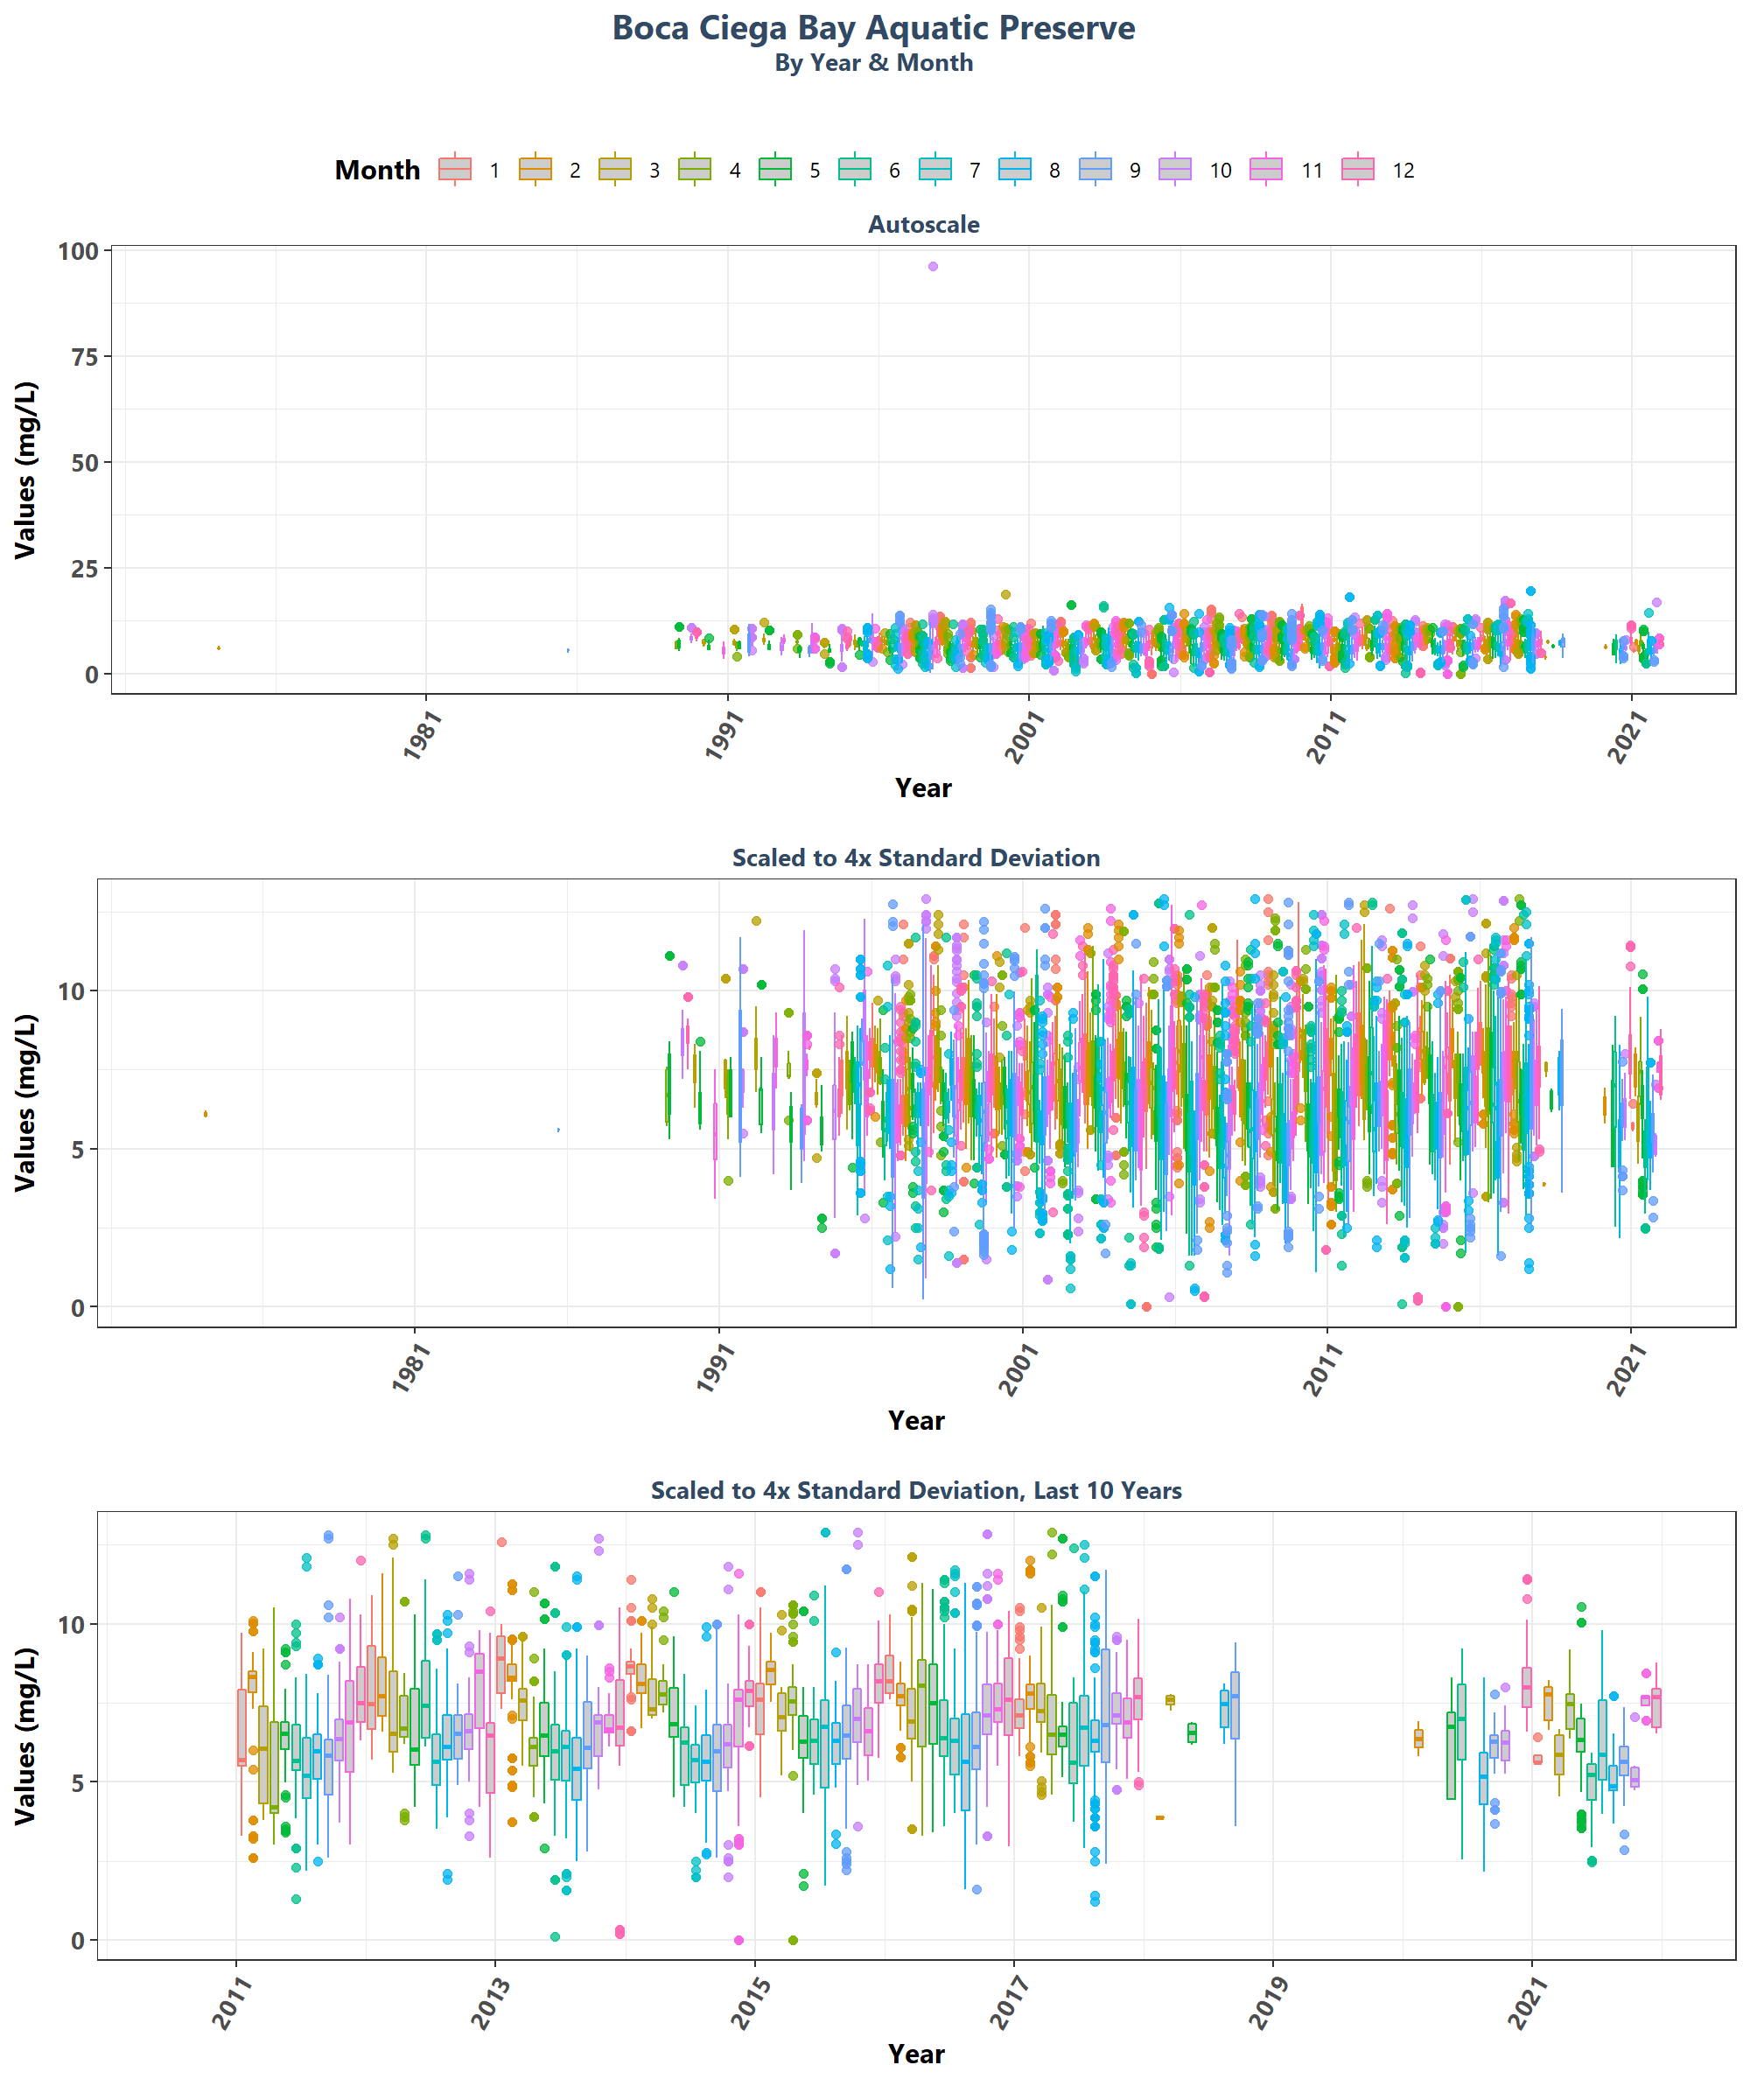 Boca Ciega Bay Aquatic Preserve
By Year & Month
Month 1 2 3 4 5 6 7 8 9 10 11 12
Autoscale
Values (mg/L)
100
75
50
25
0
1981 1991 2001 2011 2021
Year
Scaled to 4x Standard Deviation
Values (mg/L)
10
5
0
1981 1991 2001 2011 2021
Year
Scaled to 4x Standard Deviation, Last 10 Years
Values (mg/L)
10
5
0
2011 2013 2015 2017 2019 2021
Year